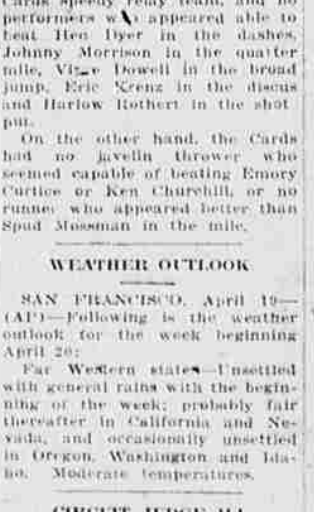 Cards speedy relay team, and no
performers who appeared able to
beat Hec Dyer in the dashes,
Johnny Morrison in the quarter
mile, Dowell in the broad
jump, Eric Krenz in the discus
and Harlow Rothert in the shot
put.
On the other hand, the Cards
had no javelin thrower who
seemed capable of beating Emory
Curtice or Ken Churchill, or no
runner who appeared better than
Spud Mossman in the mile.
WEATHER OUTLOOK
SAN FRANCISCO, April 19—
(AP)—Following is the weather
outlook for the week beginning
April 20:
Far Western states—Unsettled
with general rains with the begin-
ning of the week; probably fair
thereafter in California and Ne-
vada, and occasionally unsettled
in Oregon, Washington and Ida-
ho. Moderate temperatures.
CIRCUIT JUDGE ILL